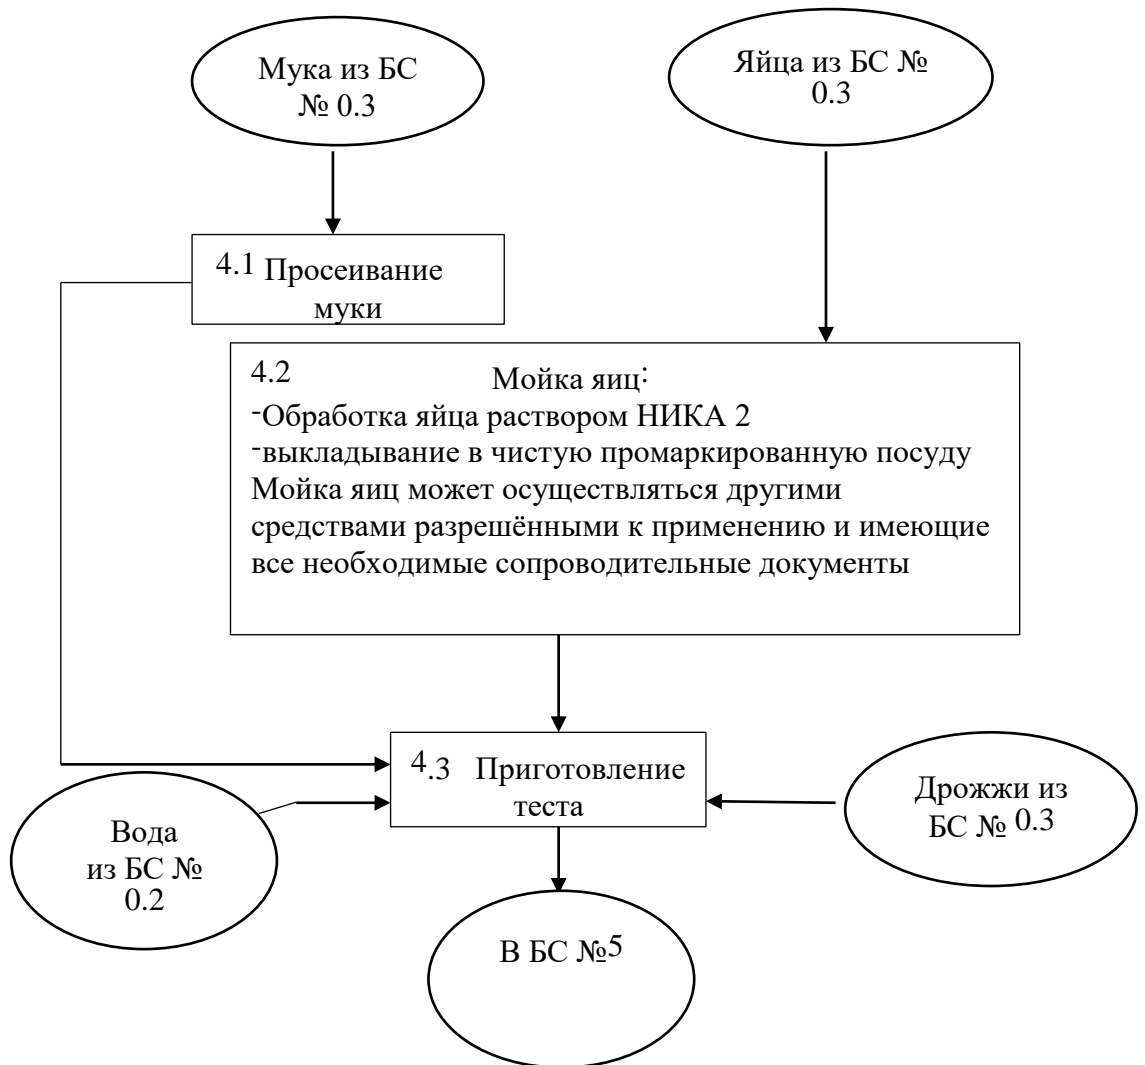 Мука из БС
№ 0.3
Яйца из БС №
0.3
4.1 Просеивание
муки
4.2 Мойка яиц:
-Обработка яйца раствором НИКА 2
-выкладывание в чистую промаркированную посуду
Мойка яиц может осуществляться другими
средствами разрешёнными к применению и имеющие
все необходимые сопроводительные документы
4.3 Приготовление
теста
Вода
из БС №
0.2
Дрожжи из
БС № 0.3
В БС №5